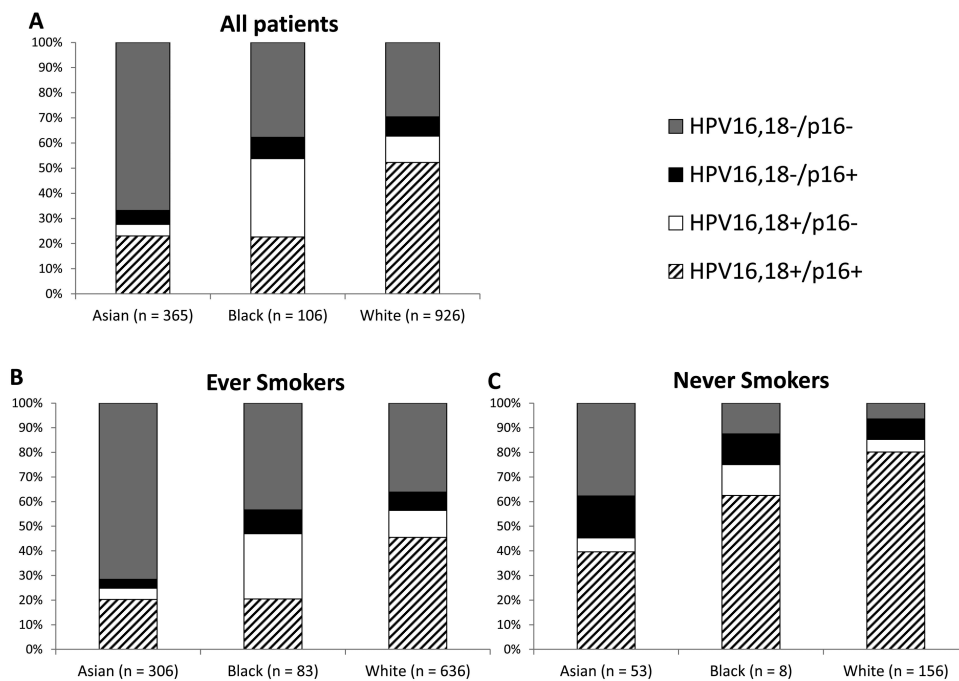 A
All patients
100%
90%
80%
70%
60%
50%
40%
30%
20%
10%
0%
Asian (n = 365) Black (n = 106) White (n = 926)
HPV16,18-/p16-
HPV16,18-/p16+
HPV16,18+/p16-
HPV16,18+/p16+
B
Ever Smokers
100%
90%
80%
70%
60%
50%
40%
30%
20%
10%
0%
Asian (n = 306) Black (n = 83) White (n = 636)
C
Never Smokers
100%
90%
80%
70%
60%
50%
40%
30%
20%
10%
0%
Asian (n = 53) Black (n = 8) White (n = 156)